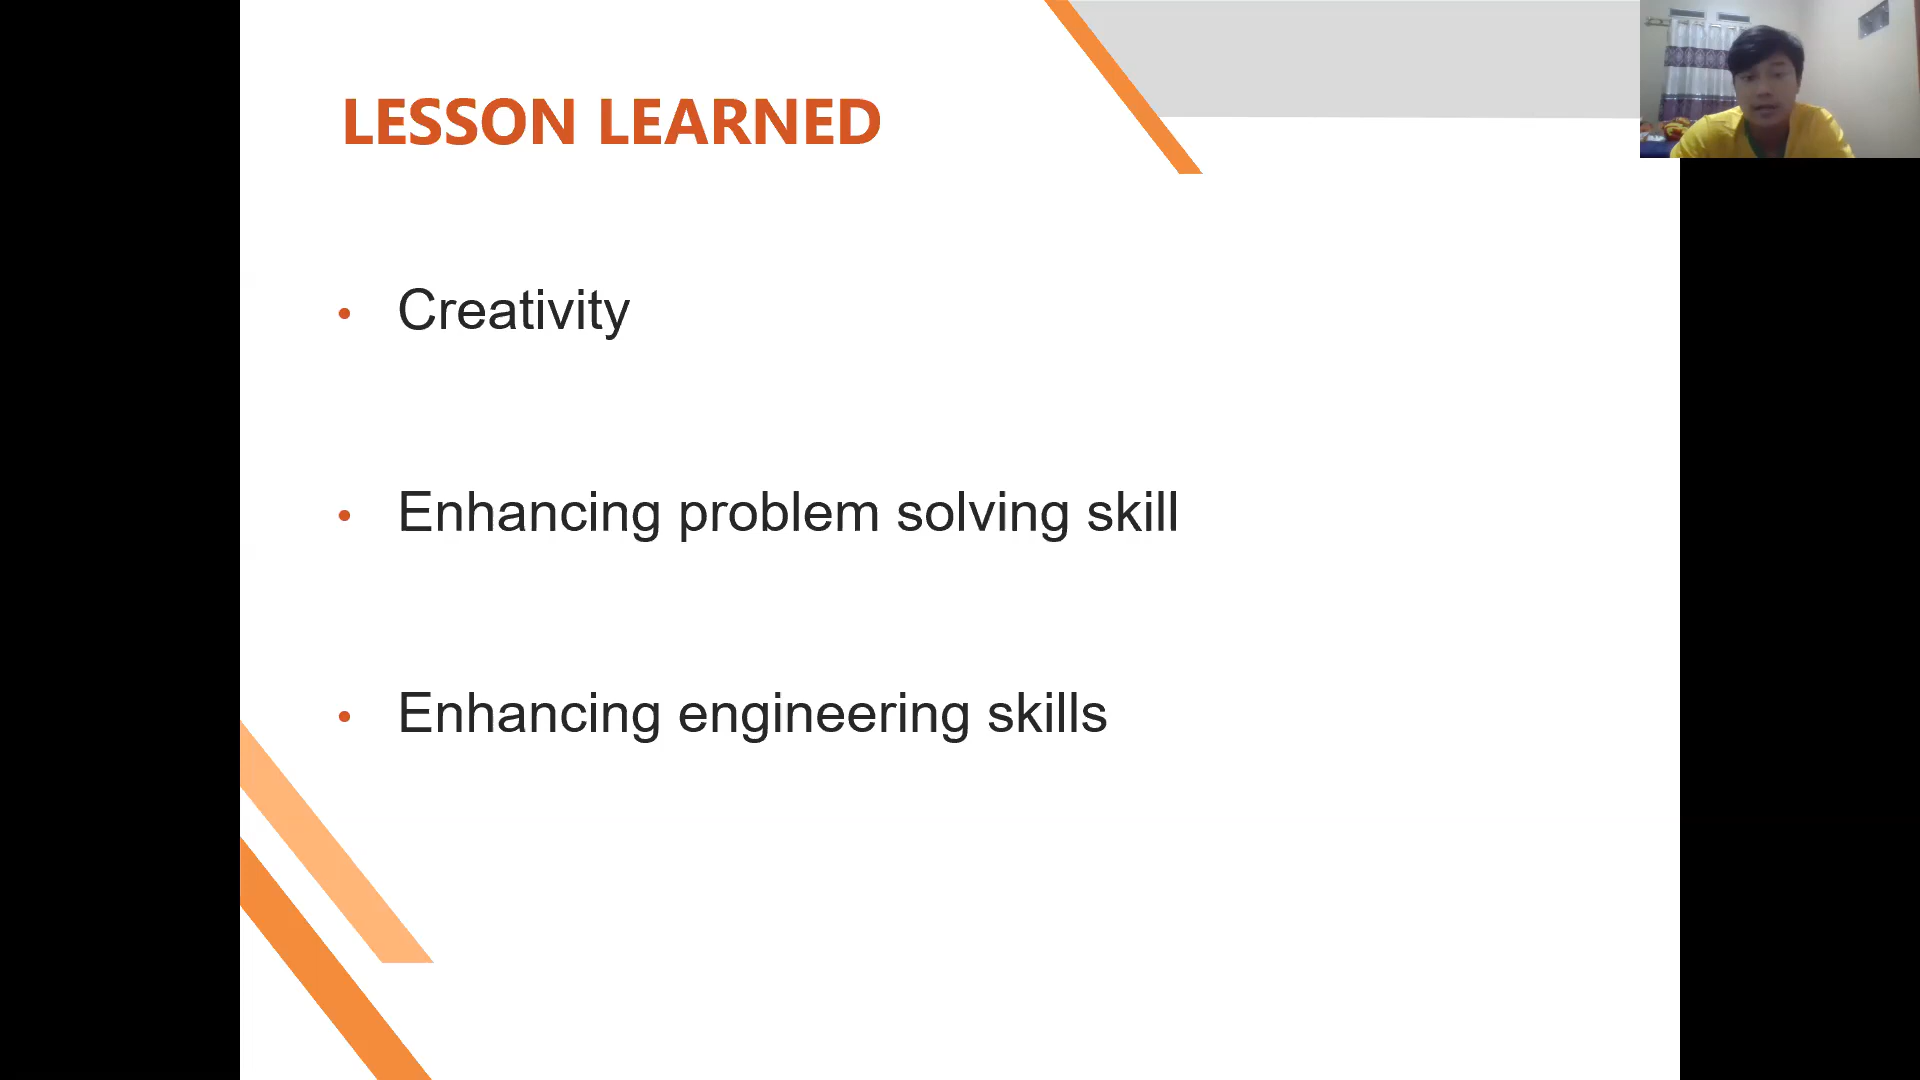 LESSON LEARNED
• Creativity
• Enhancing problem solving skill
• Enhancing engineering skills